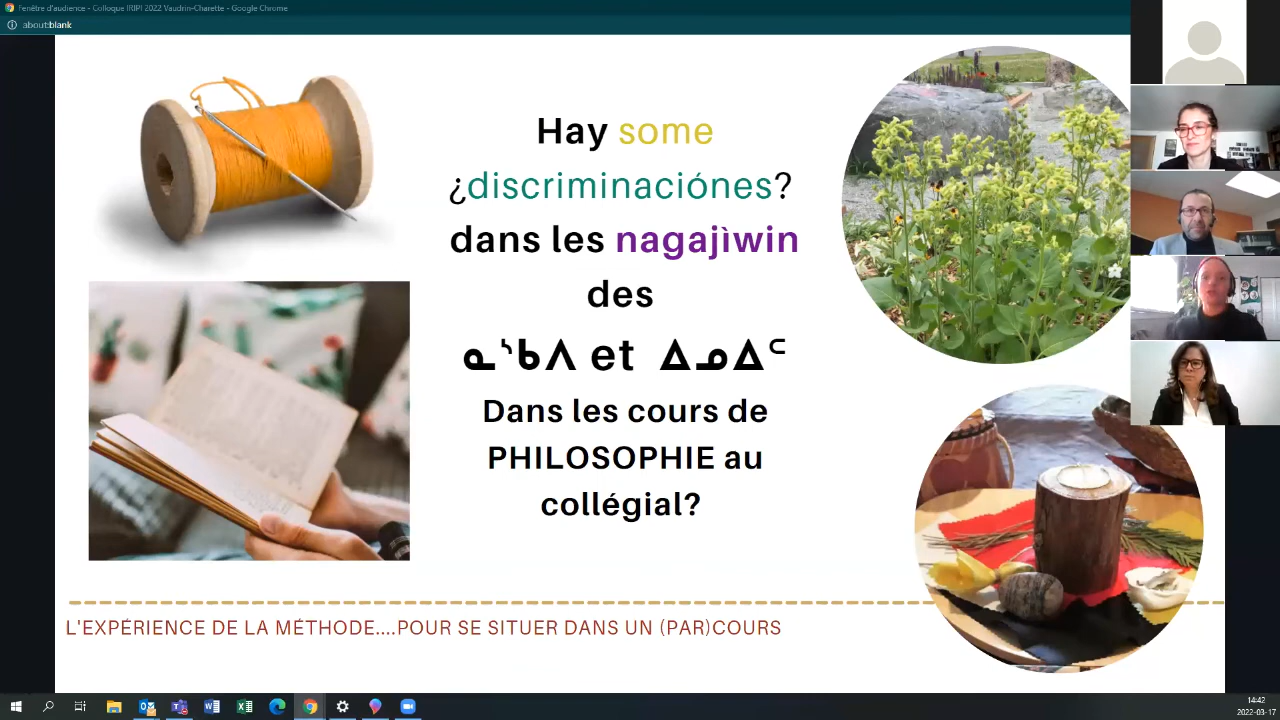 Fenêtre d'audience - Colloque IRIPI 2022 Vaudrin-Charette - Google Chrome
about:blank
Hay some
¿discriminaciónes?
dans les nagajìwin
des
ᓇᔅᑲᐱ et ᐃᓄᐃᑦ
Dans les cours de
PHILOSOPHIE au
collégial?
L'EXPÉRIENCE DE LA MÉTHODE....POUR SE SITUER DANS UN (PAR)COURS
14:42
2022-03-17